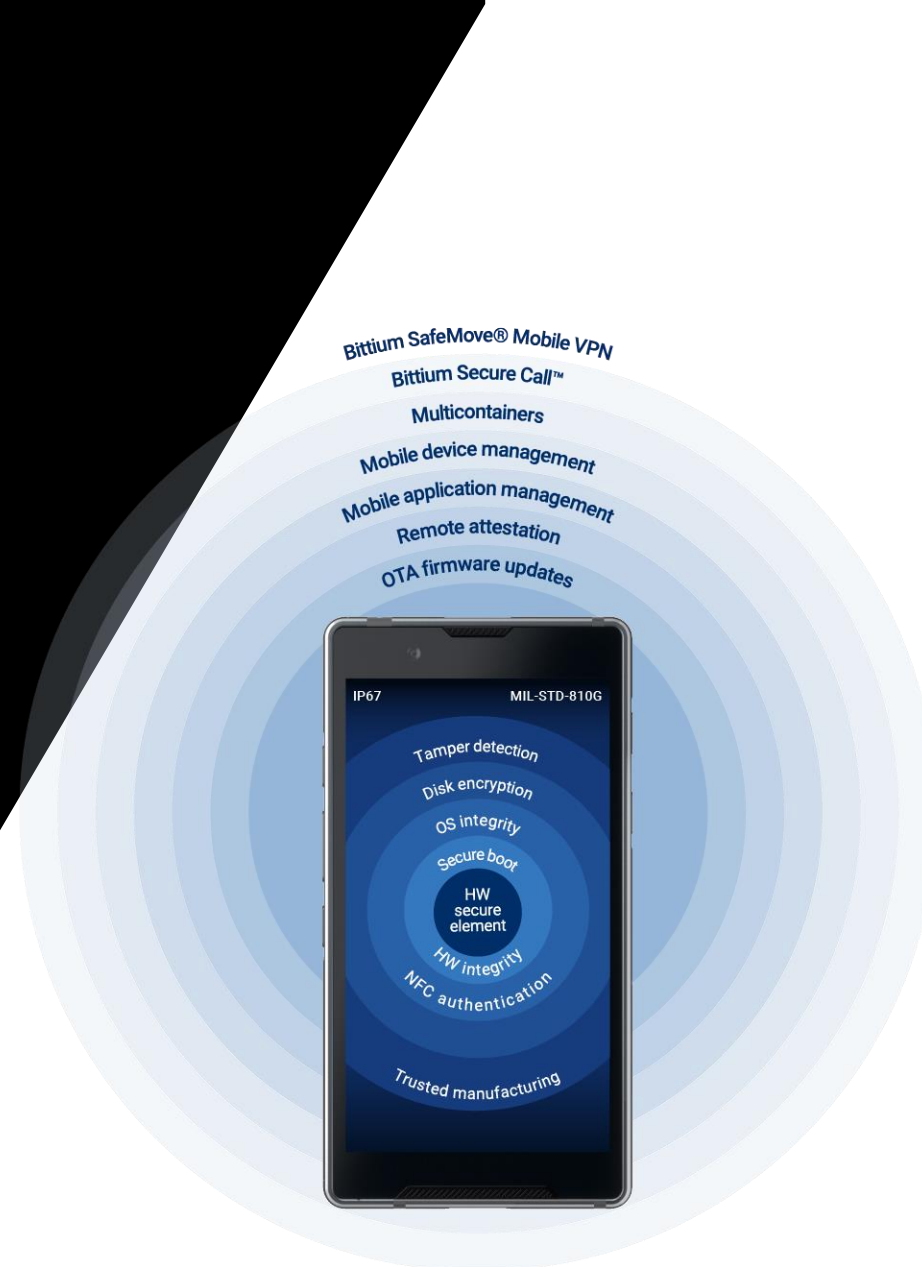 Bittium SafeMove® Mobile VPN
Bittium Secure Call™
Multicontainers
Mobile device management
Mobile application management
Remote attestation
OTA firmware updates
IP67 MIL-STD-810G
Tamper detection
Disk encryption
OS integrity
Secure boot
HW
secure
element
HW integrity
NFC authentication
Trusted manufacturing